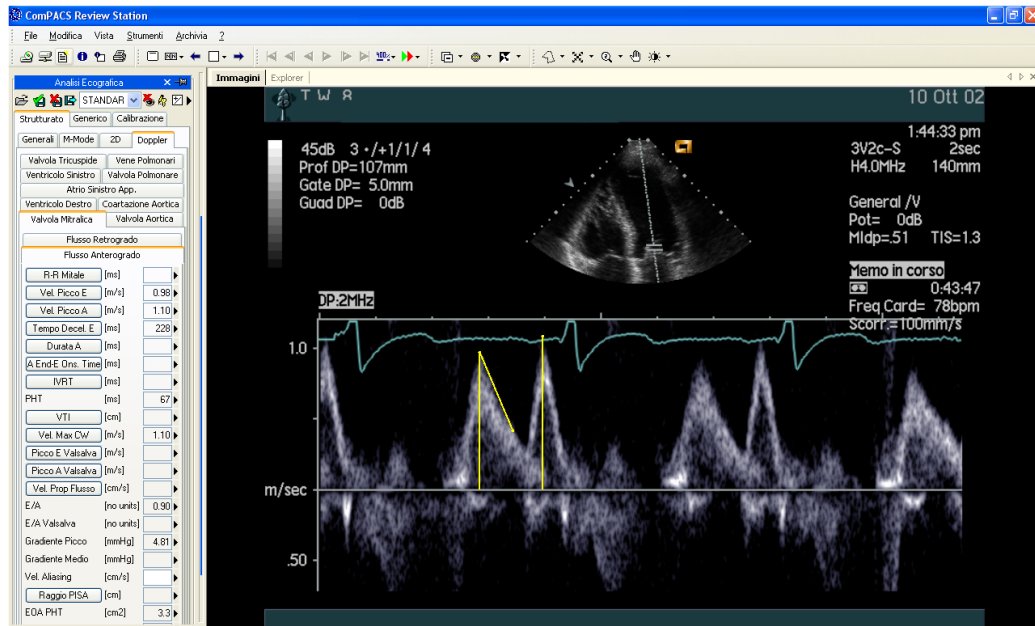 ComPACS Review Station
File Modifica Vista Strumenti Archivia ?
Analisi Ecografica
STANDAR
Strutturato Generico Calibrazione
Generali M-Mode 2D Doppler
Valvola Tricuspide Vene Polmonari
Ventricolo Sinistro Valvola Polmonare
Atrio Sinistro App.
Ventricolo Destro Coartazione Aortica
Valvola Mitralica Valvola Aortica
Flusso Retrogrado
Flusso Anterogrado
R-R Mitale [ms]
Vel. Picco E [m/s] 0.98
Vel. Picco A [m/s] 1.10
Tempo Decel. E [ms] 228
Durata A [ms]
A End-E Ons. Time [ms]
IVRT [ms]
PHT [ms] 67
VTI [cm]
Vel. Max CW [m/s] 1.10
Picco E Valsalva [m/s]
Picco A Valsalva [m/s]
Vel. Prop Flusso [cm/s]
E/A [no units] 0.90
E/A Valsalva [no units]
Gradiente Picco [mmHg] 4.81
Gradiente Medio [mmHg]
Vel. Aliasing [cm/s]
Raggio PISA [cm]
EOA PHT [cm2] 3.3
Immagini Explorer
T W R
10 Ott 02
1:44:33 pm
45dB 3 ·/+1/1/ 4
Prof DP=107mm
Gate DP= 5.0mm
Guad DP= 0dB
3V2c-S 2sec
H4.0MHz 140mm
General /V
Pot= 0dB
MIdp=.51 TIS=1.3
Memo in corso
0:43:47
Freq Card= 78bpm
Scorr.=100mm/s
DP:2MHz
1.0
m/sec
.50